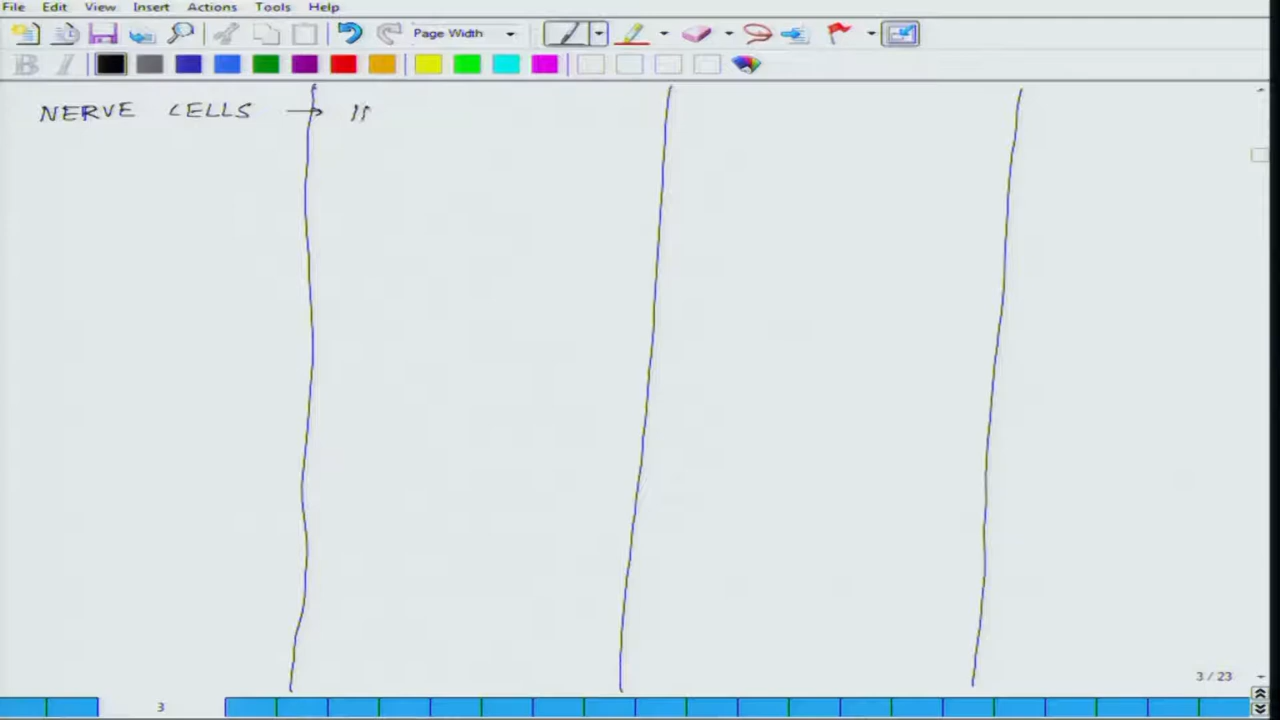 File Edit View Insert Actions Tools Help
Page Width
NERVE CELLS →
3 / 23
3